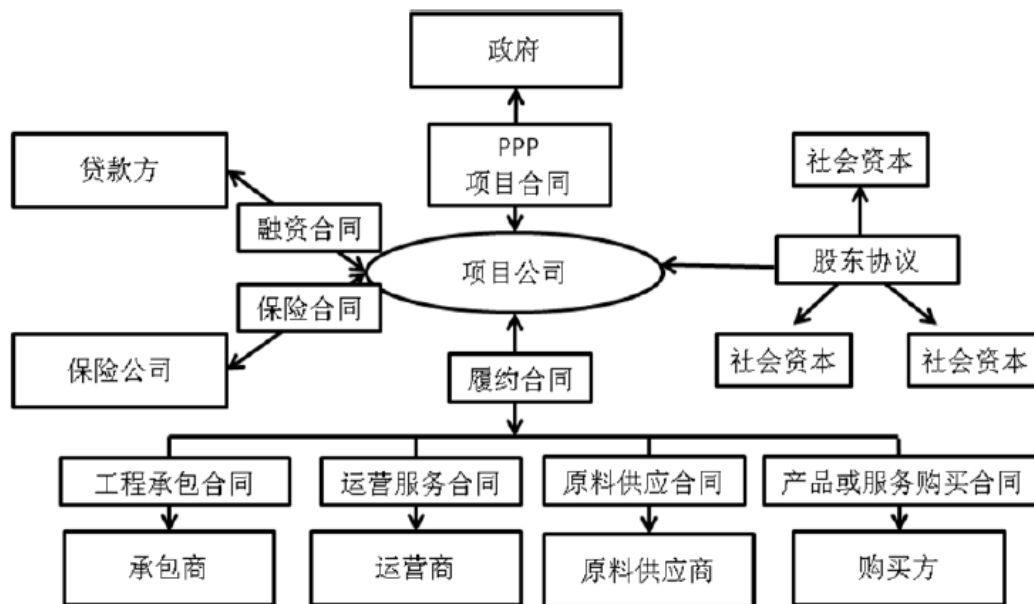 政府
PPP
项目合同
贷款方
社会资本
融资合同
项目公司
股东协议
保险合同
保险公司
社会资本
社会资本
履约合同
工程承包合同
运营服务合同
原料供应合同
产品或服务购买合同
承包商
运营商
原料供应商
购买方